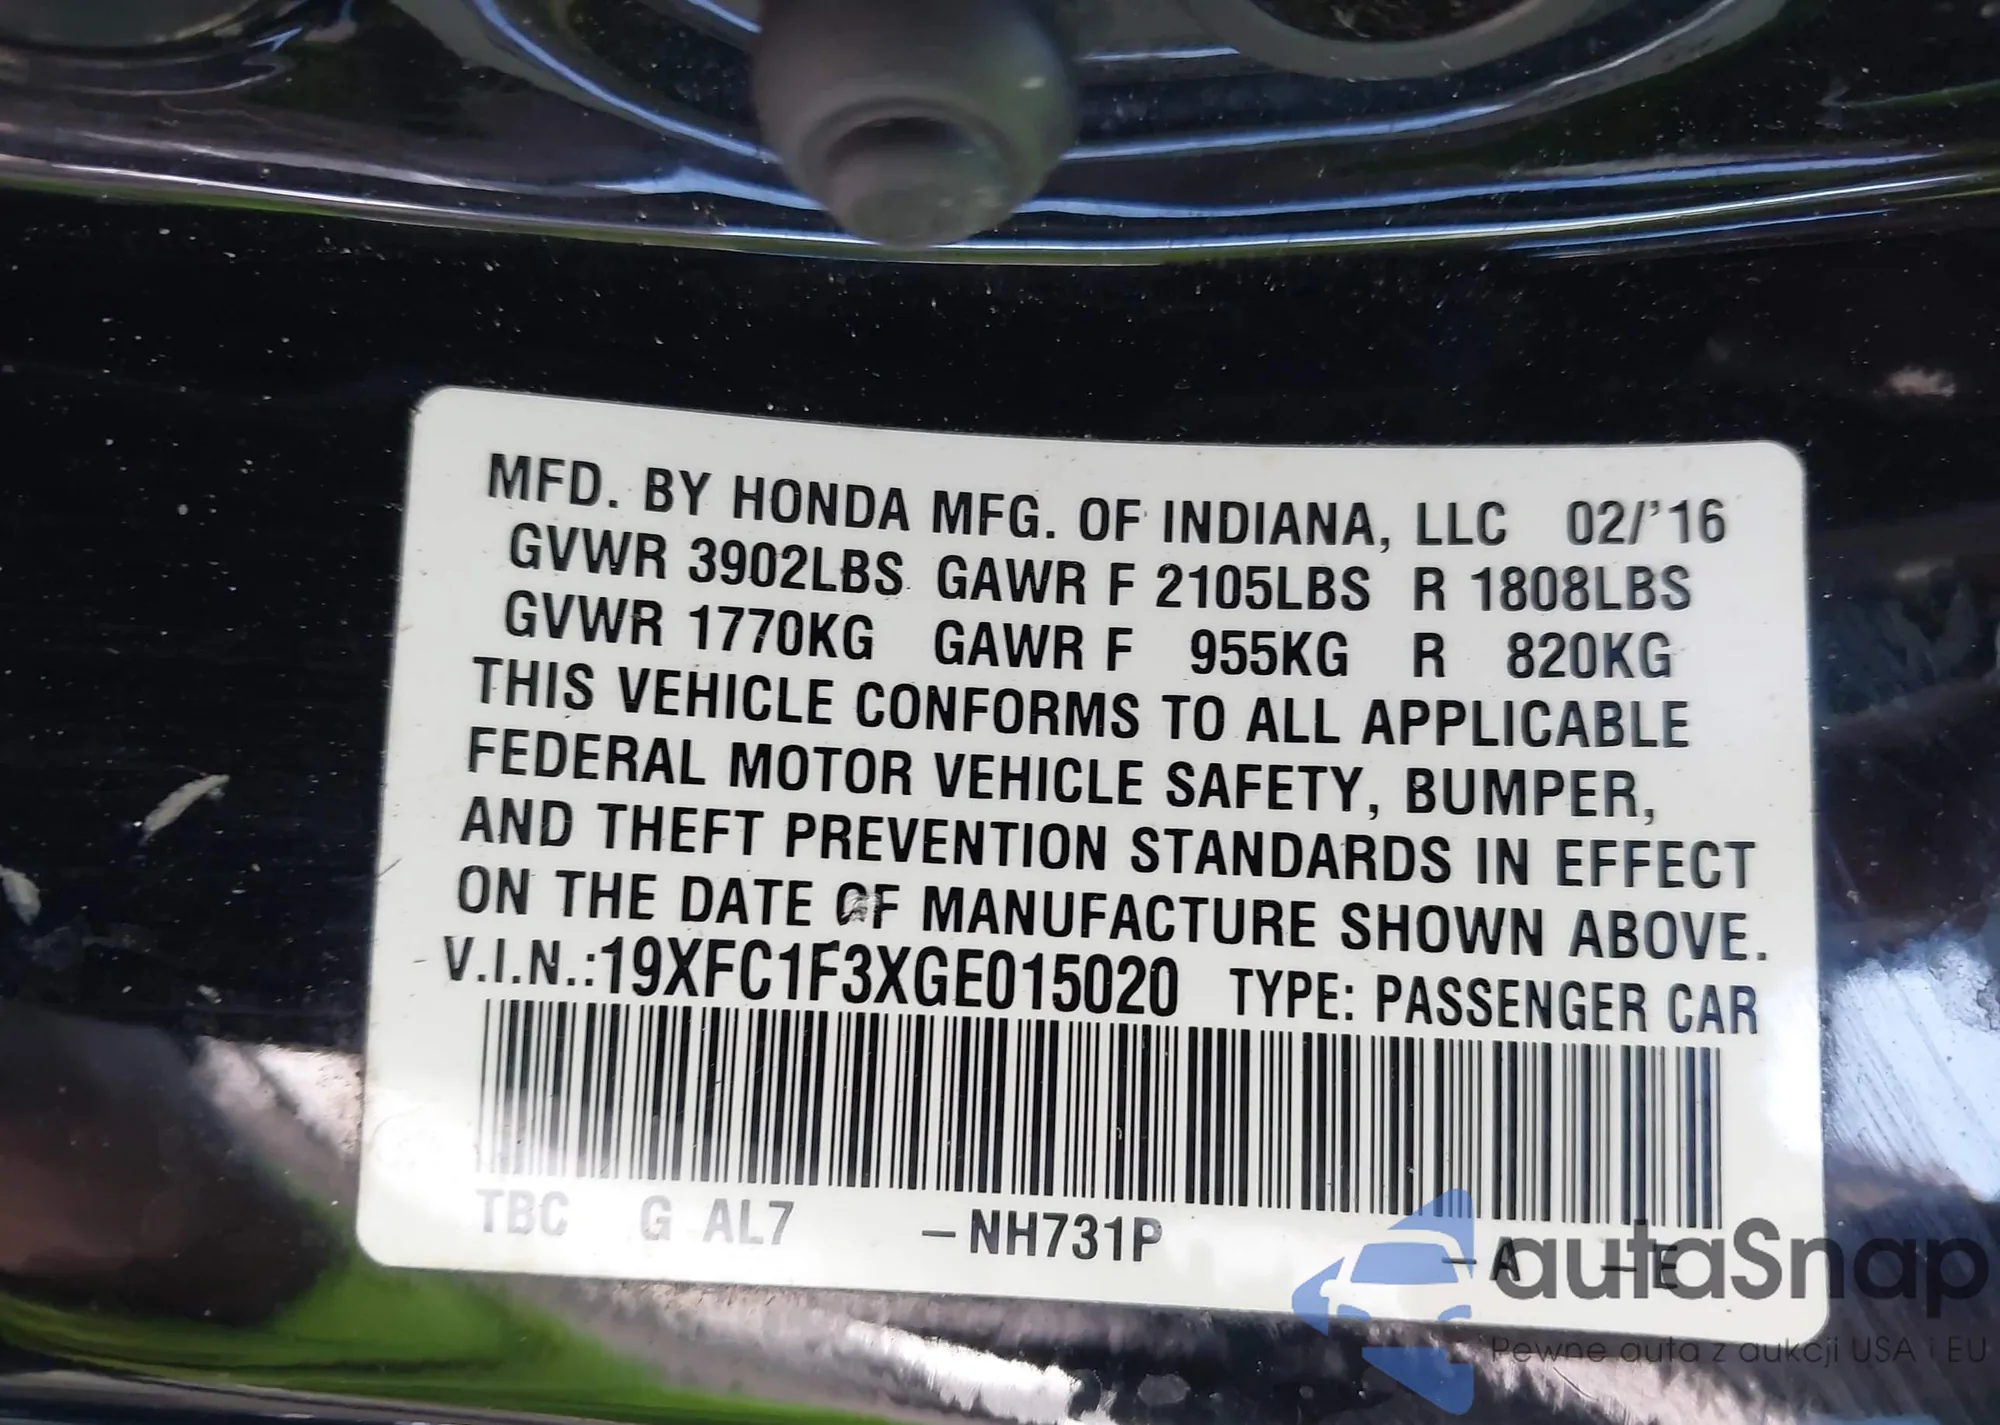 MFD. BY HONDA MFG. OF INDIANA, LLC 02/'16
GVWR 3902LBS GAWR F 2105LBS R 1808LBS
GVWR 1770KG GAWR F 955KG R 820KG
THIS VEHICLE CONFORMS TO ALL APPLICABLE
FEDERAL MOTOR VEHICLE SAFETY, BUMPER,
AND THEFT PREVENTION STANDARDS IN EFFECT
ON THE DATE OF MANUFACTURE SHOWN ABOVE.
V.I.N.:19XFC1F3XGE015020 TYPE: PASSENGER CAR
TBC G AL7 –NH731P –A –E
autaSnap
Pewne auta z aukcji USA i EU